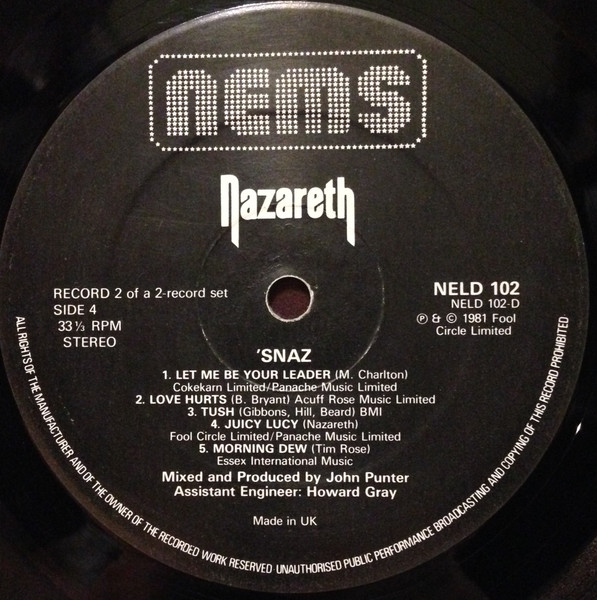 nems
Nazareth
RECORD 2 of a 2-record set
SIDE 4
33⅓ RPM
STEREO
NELD 102
NELD 102-D
℗ & © 1981 Fool
Circle Limited
'SNAZ
1. LET ME BE YOUR LEADER (M. Charlton)
Cokekarn Limited/Panache Music Limited
2. LOVE HURTS (B. Bryant) Acuff Rose Music Limited
3. TUSH (Gibbons, Hill, Beard) BMI
4. JUICY LUCY (Nazareth)
Fool Circle Limited/Panache Music Limited
5. MORNING DEW (Tim Rose)
Essex International Music
Mixed and Produced by John Punter
Assistant Engineer: Howard Gray
Made in UK
ALL RIGHTS OF THE MANUFACTURER AND OF THE OWNER OF THE RECORDED WORK RESERVED UNAUTHORISED PUBLIC PERFORMANCE BROADCASTING AND COPYING OF THIS RECORD PROHIBITED